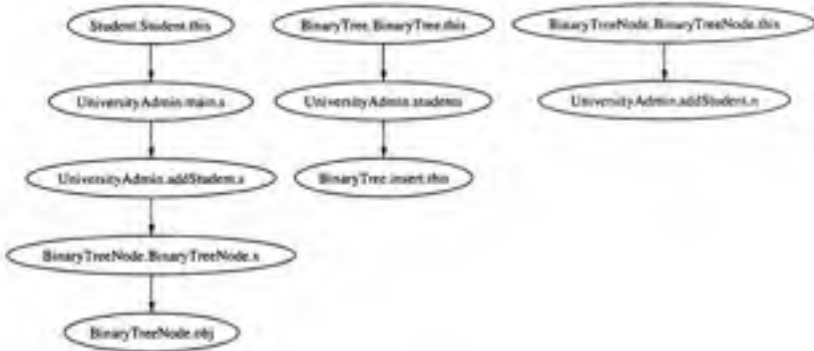 Student.Student.this
BinaryTree.BinaryTree.this
BinaryTreeNode.BinaryTreeNode.this
UniversityAdmin.main.s
UniversityAdmin.students
UniversityAdmin.addStudent.n
UniversityAdmin.addStudent.s
BinaryTree.insert.this
BinaryTreeNode.BinaryTreeNode.x
BinaryTreeNode.obj